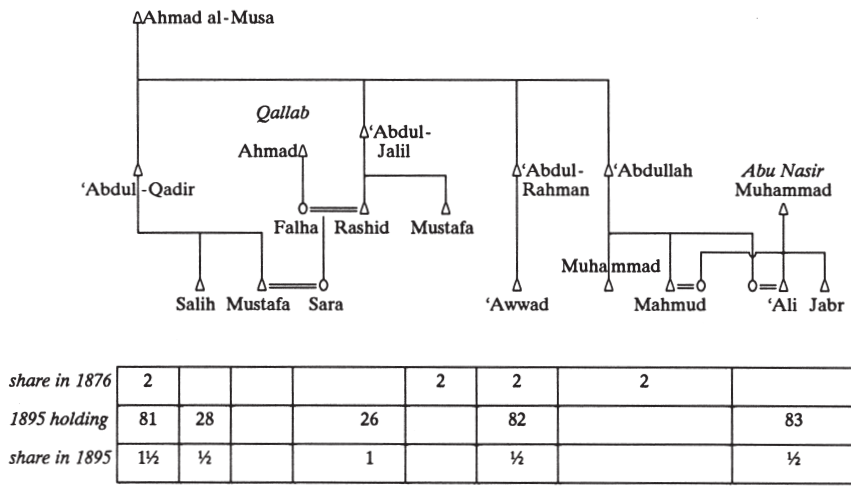 Ahmad al-Musa
Qallab
Ahmad
‘Abdul-
Jalil
‘Abdul-Qadir
‘Abdul-
Rahman
‘Abdullah
Abu Nasir
Muhammad
Falha Rashid Mustafa
Muhammad
Salih Mustafa Sara ‘Awwad Mahmud ‘Ali Jabr
share in 1876 2 2 2 2
1895 holding 81 28 26 82 83
share in 1895 1½ ½ 1 ½ ½